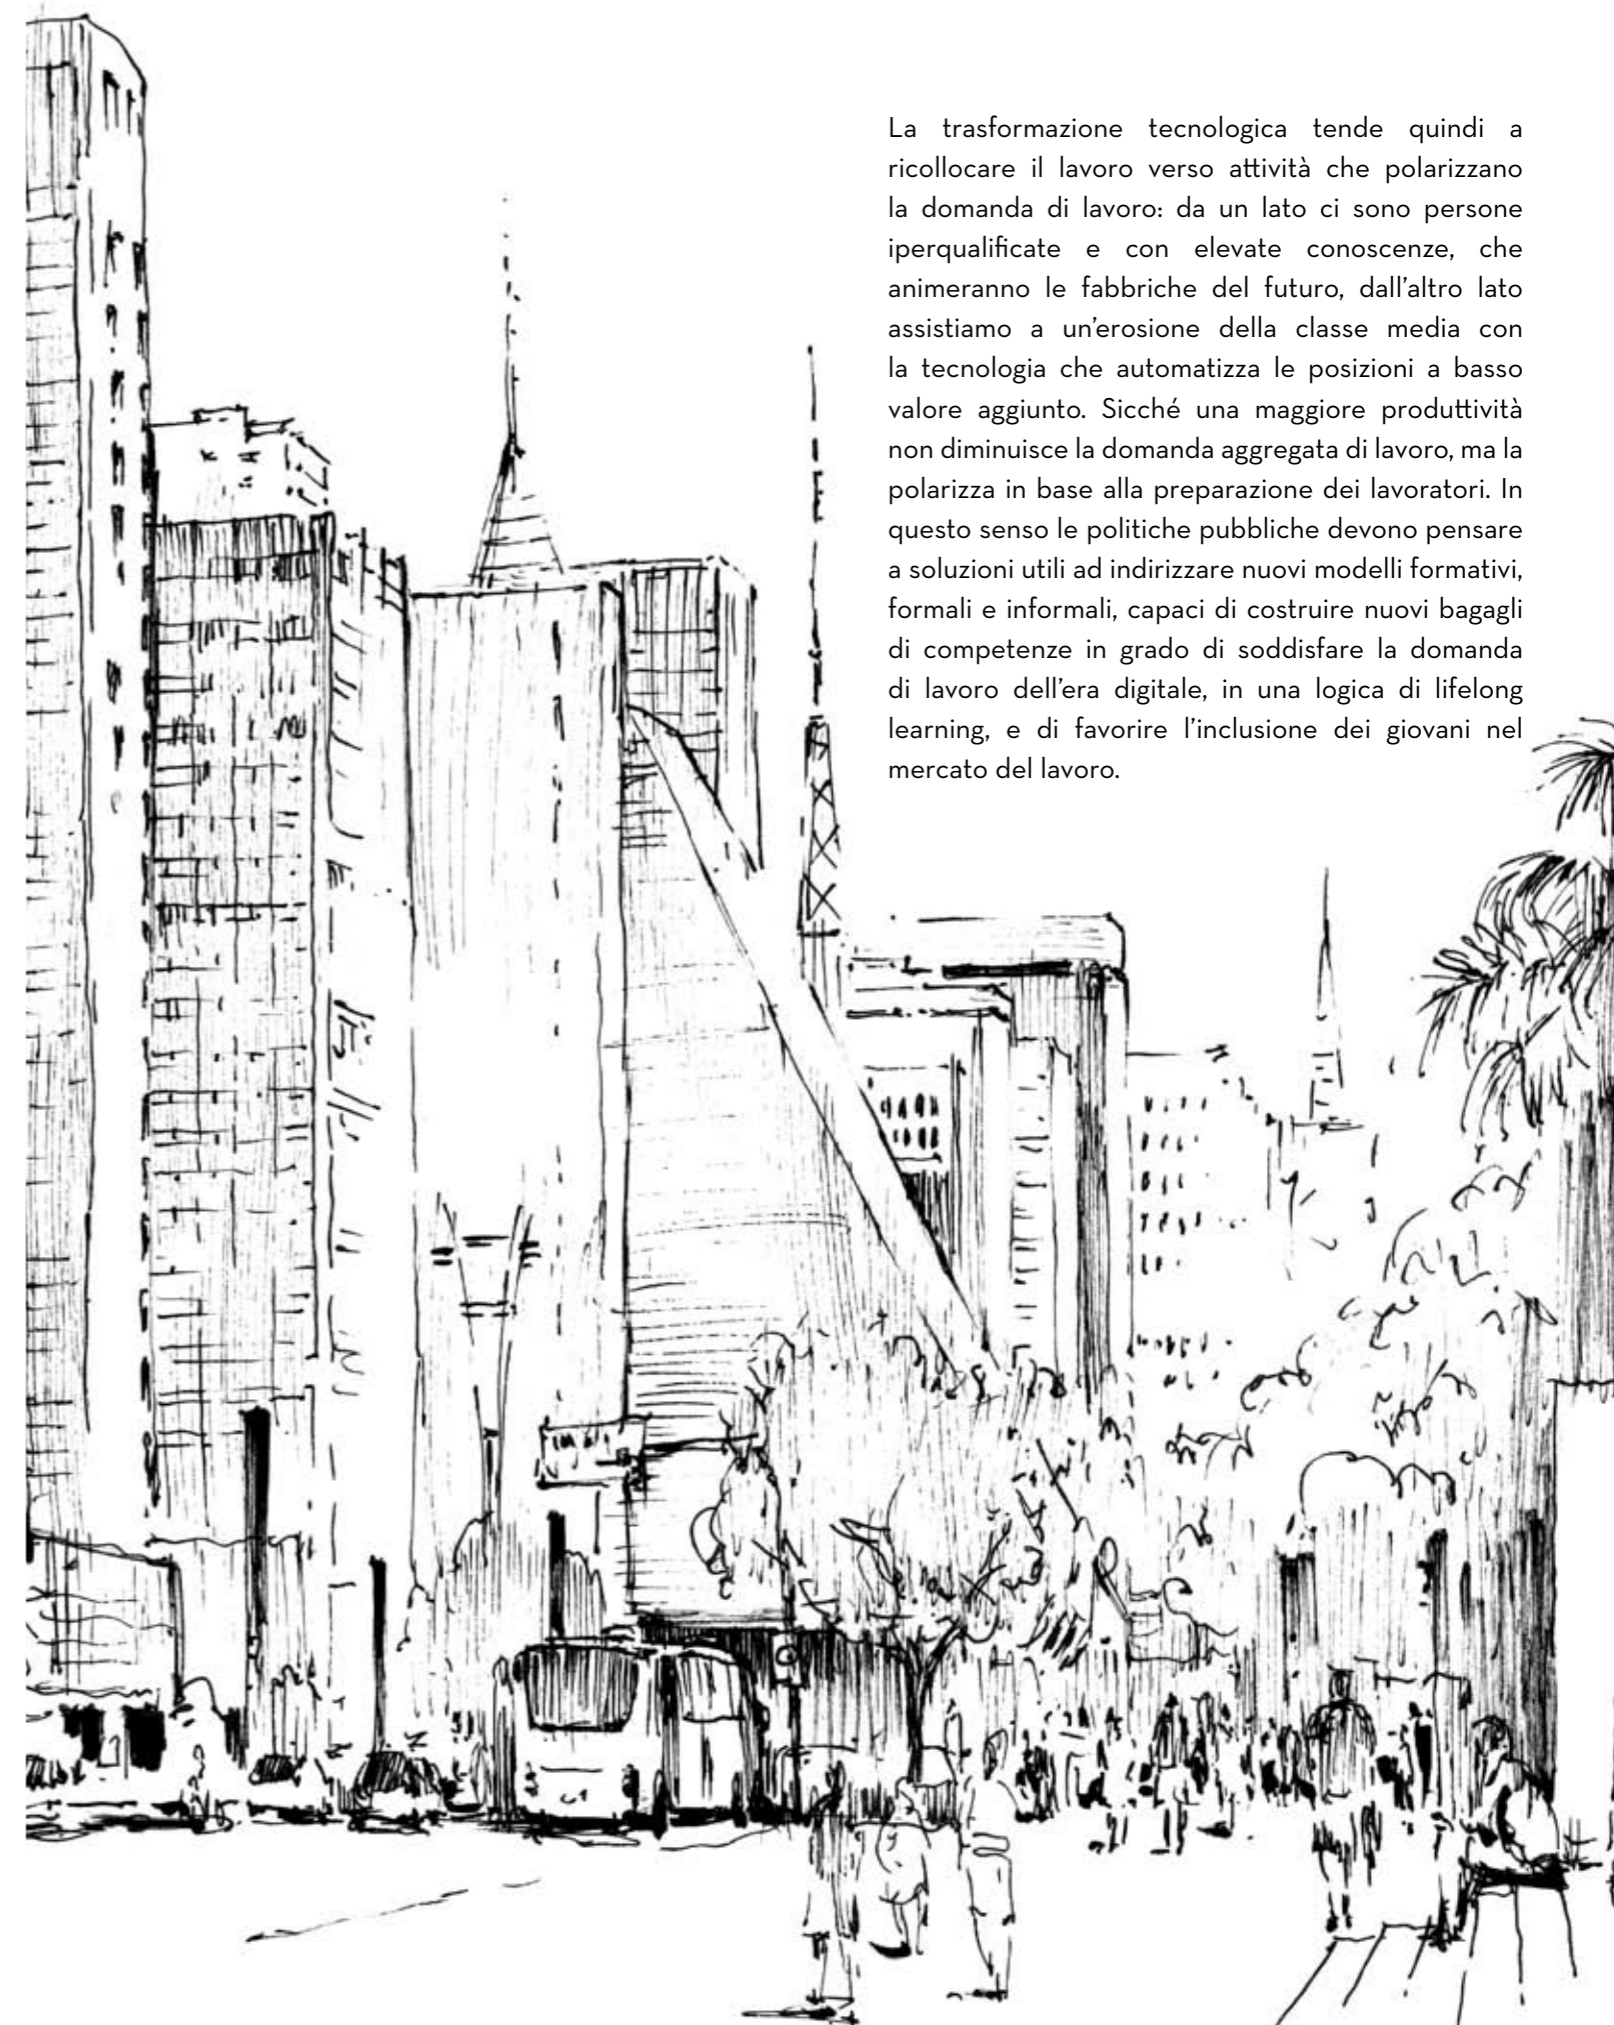 La trasformazione tecnologica tende quindi a
ricollocare il lavoro verso attività che polarizzano
la domanda di lavoro: da un lato ci sono persone
iperqualificate e con elevate conoscenze, che
animeranno le fabbriche del futuro, dall’altro lato
assistiamo a un’erosione della classe media con
la tecnologia che automatizza le posizioni a basso
valore aggiunto. Sicché una maggiore produttività
non diminuisce la domanda aggregata di lavoro, ma la
polarizza in base alla preparazione dei lavoratori. In
questo senso le politiche pubbliche devono pensare
a soluzioni utili ad indirizzare nuovi modelli formativi,
formali e informali, capaci di costruire nuovi bagagli
di competenze in grado di soddisfare la domanda
di lavoro dell’era digitale, in una logica di lifelong
learning, e di favorire l’inclusione dei giovani nel
mercato del lavoro.